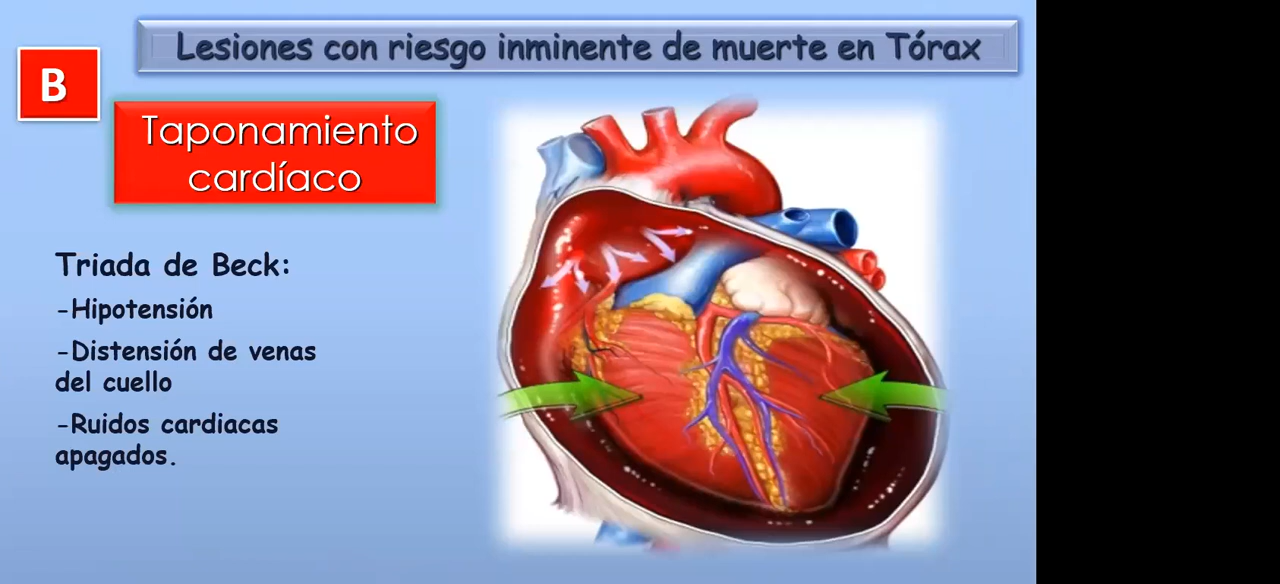 Lesiones con riesgo inminente de muerte en Tórax
B
Taponamiento
cardíaco
Triada de Beck:
-Hipotensión
-Distensión de venas
del cuello
-Ruidos cardiacas
apagados.